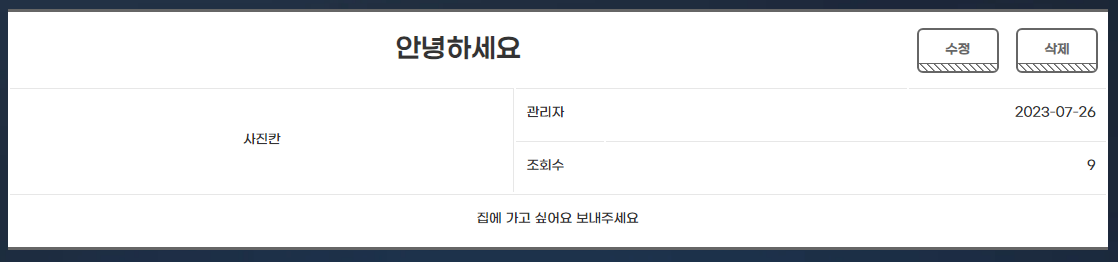 안녕하세요 수정 삭제
사진칸
관리자 2023-07-26
조회수 9
집에 가고 싶어요 보내주세요